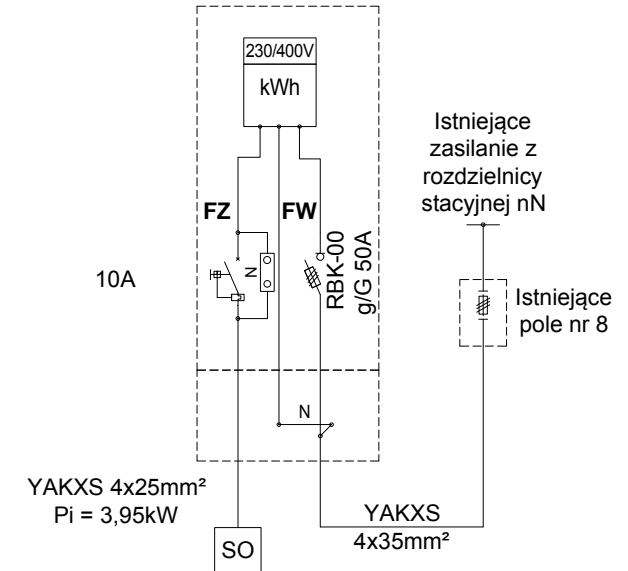 230/400V
kWh
Istniejące
zasilanie z
rozdzielnicy
stacyjnej nN
FZ
FW
10A
N
RBK-00
g/G 50A
Istniejące
pole nr 8
N
YAKXS 4x25mm²
Pi = 3,95kW
YAKXS
4x35mm²
SO